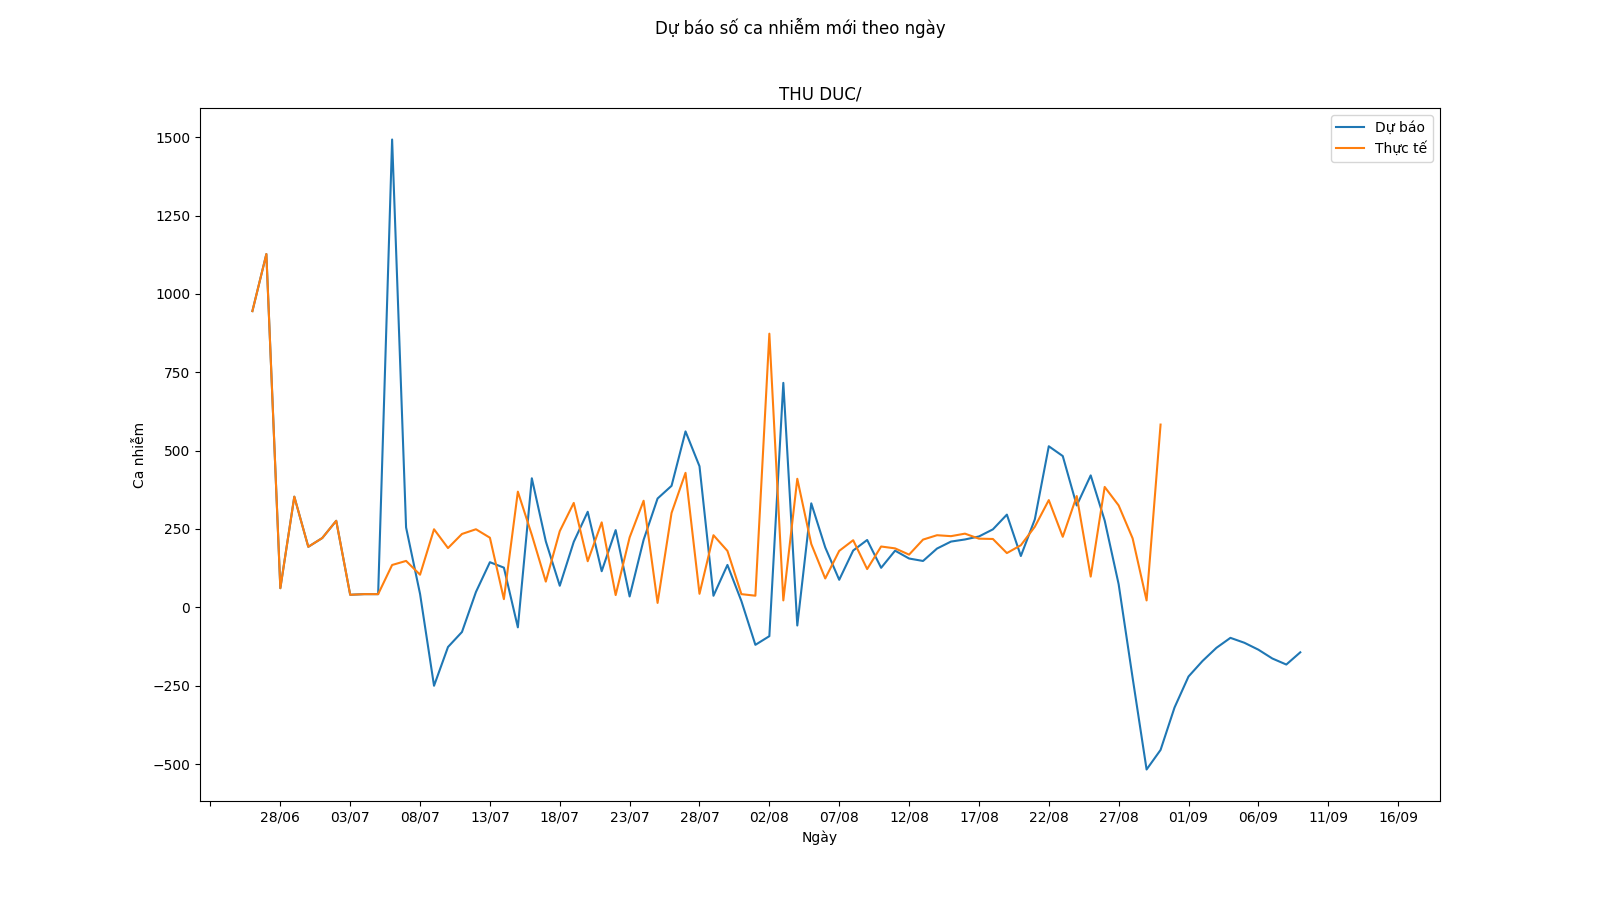 Dự báo số ca nhiễm mới theo ngày
THU DUC/
Dự báo
Thực tế
1500
1250
1000
750
500
250
0
−250
−500
Ca nhiễm
28/06 03/07 08/07 13/07 18/07 23/07 28/07 02/08 07/08 12/08 17/08 22/08 27/08 01/09 06/09 11/09 16/09
Ngày